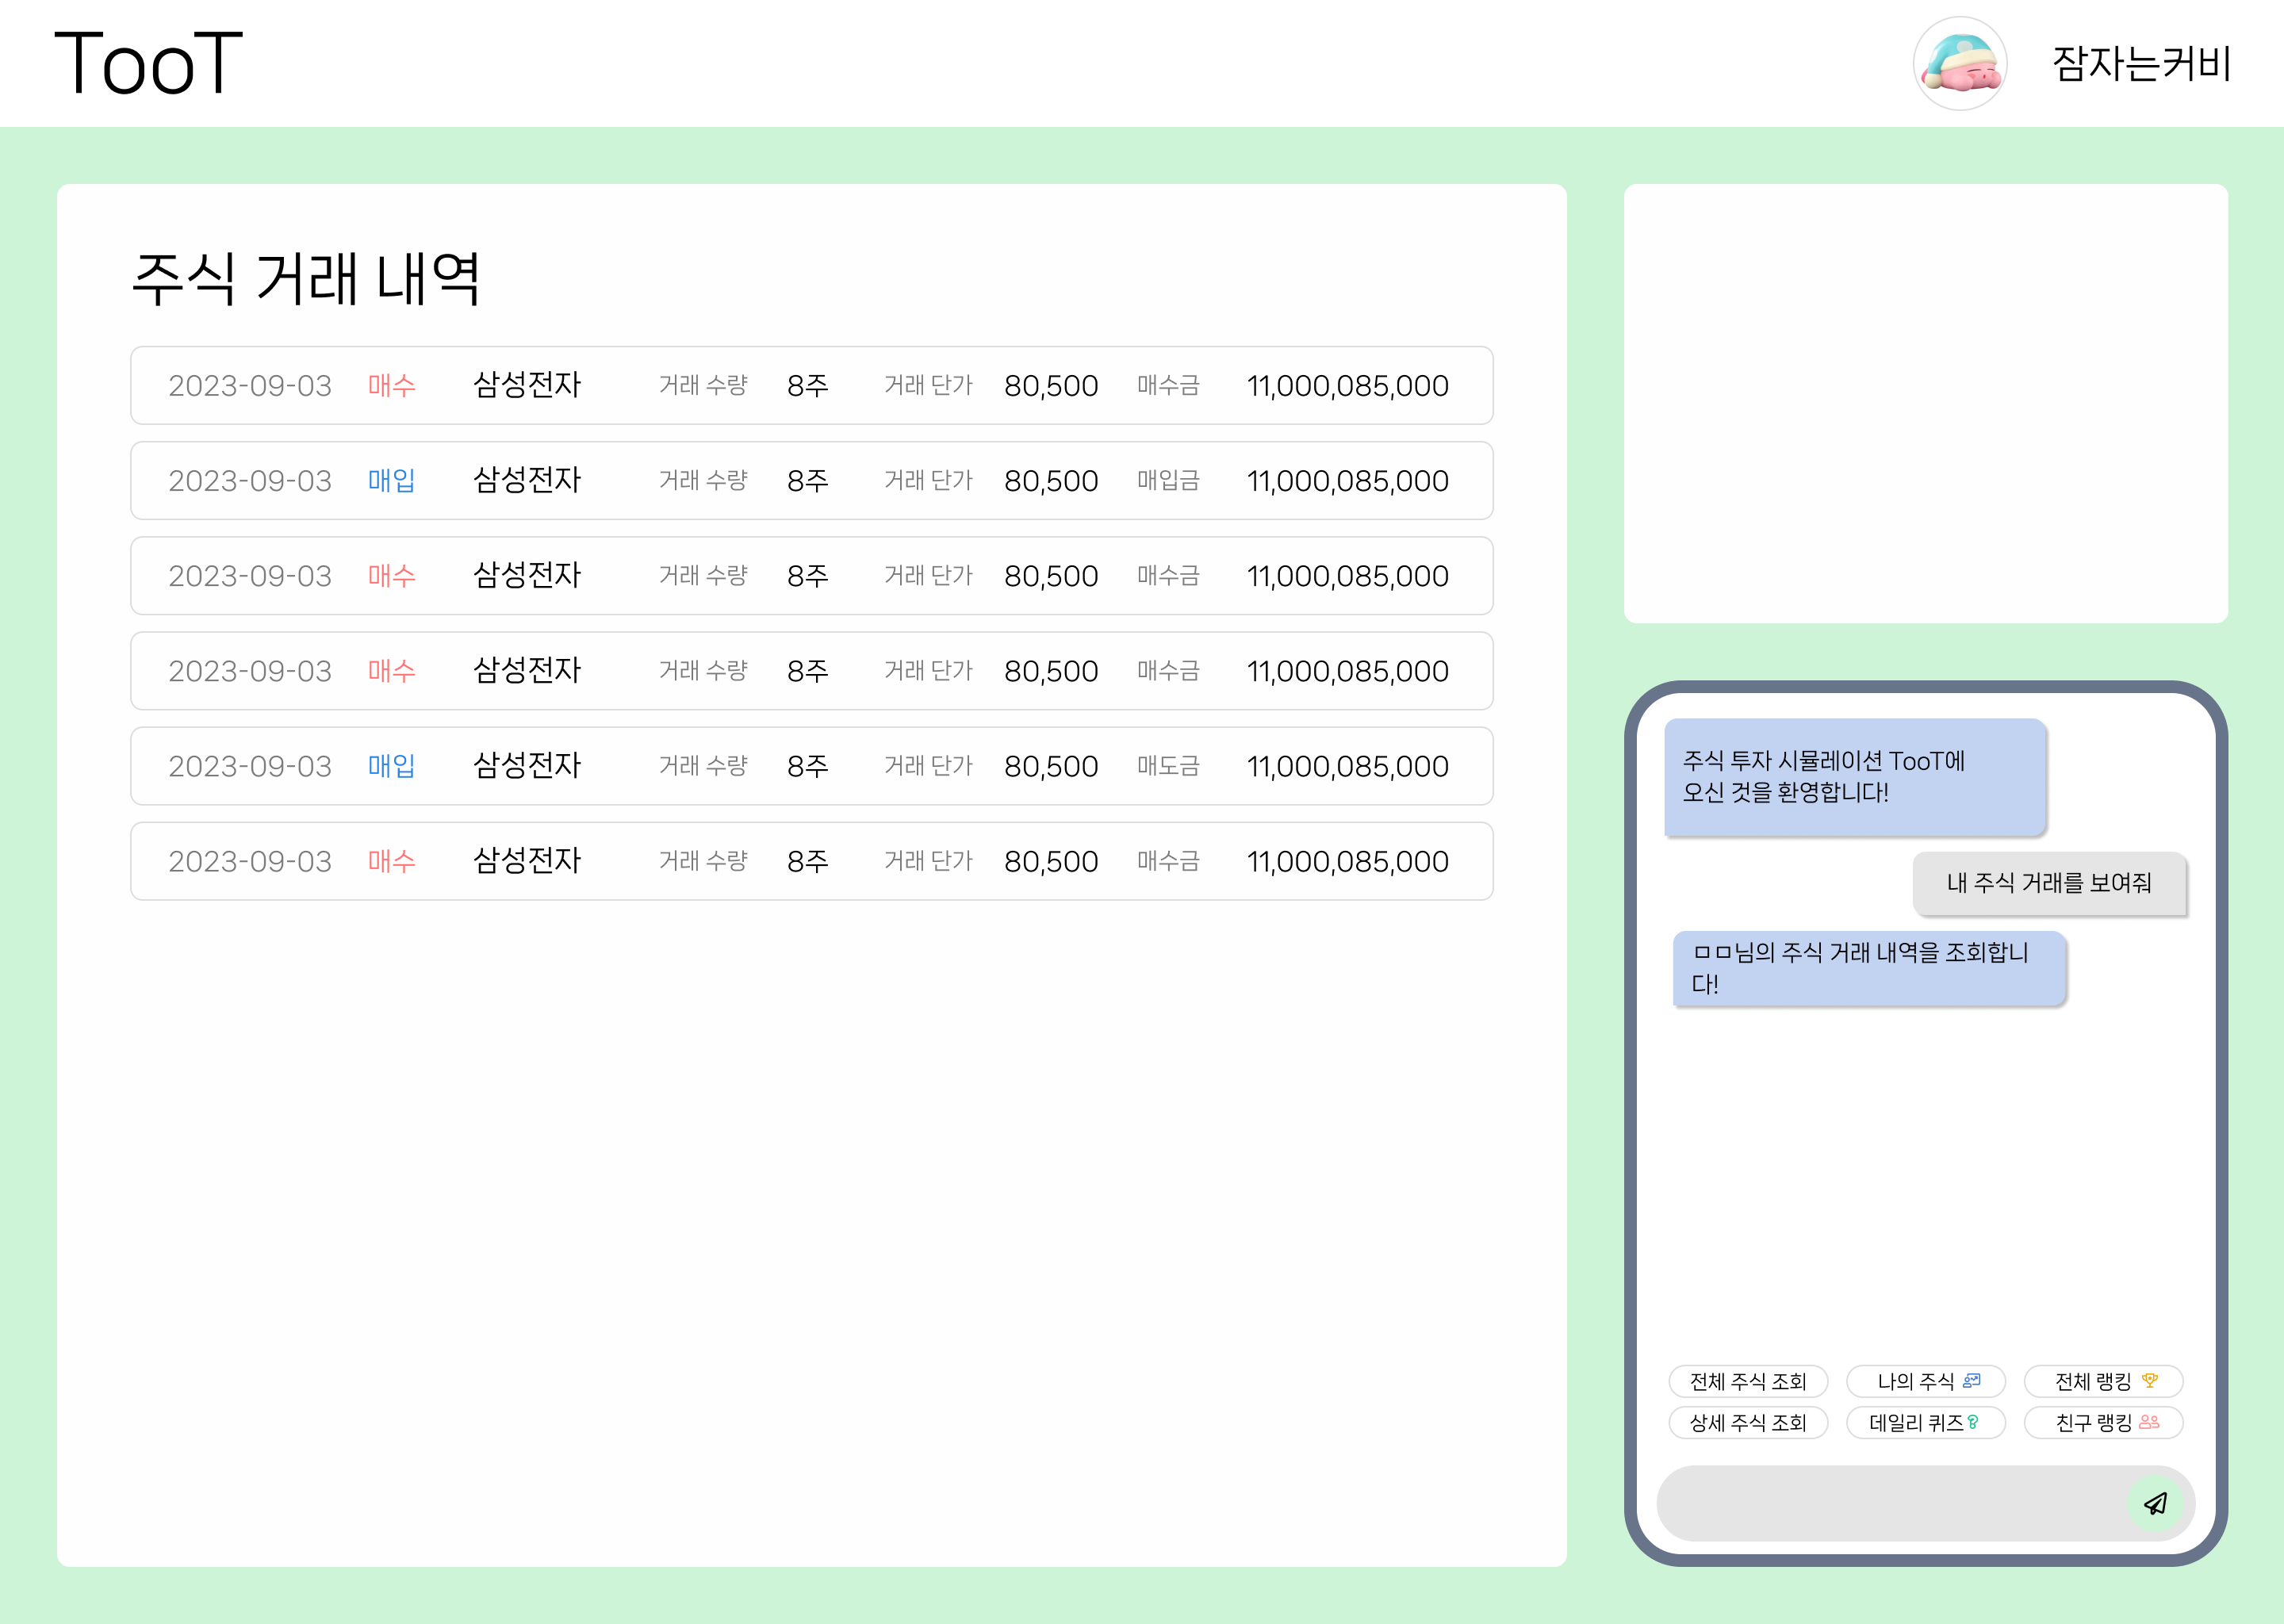 TooT
잠자는커비
주식 거래 내역
2023-09-03 매수 삼성전자 거래 수량 8주 거래 단가 80,500 매수금 11,000,085,000
2023-09-03 매입 삼성전자 거래 수량 8주 거래 단가 80,500 매입금 11,000,085,000
2023-09-03 매수 삼성전자 거래 수량 8주 거래 단가 80,500 매수금 11,000,085,000
2023-09-03 매수 삼성전자 거래 수량 8주 거래 단가 80,500 매수금 11,000,085,000
2023-09-03 매입 삼성전자 거래 수량 8주 거래 단가 80,500 매도금 11,000,085,000
2023-09-03 매수 삼성전자 거래 수량 8주 거래 단가 80,500 매수금 11,000,085,000
주식 투자 시뮬레이션 TooT에
오신 것을 환영합니다!
내 주식 거래를 보여줘
ㅁㅁ님의 주식 거래 내역을 조회합니
다!
전체 주식 조회 나의 주식 전체 랭킹
상세 주식 조회 데일리 퀴즈 친구 랭킹